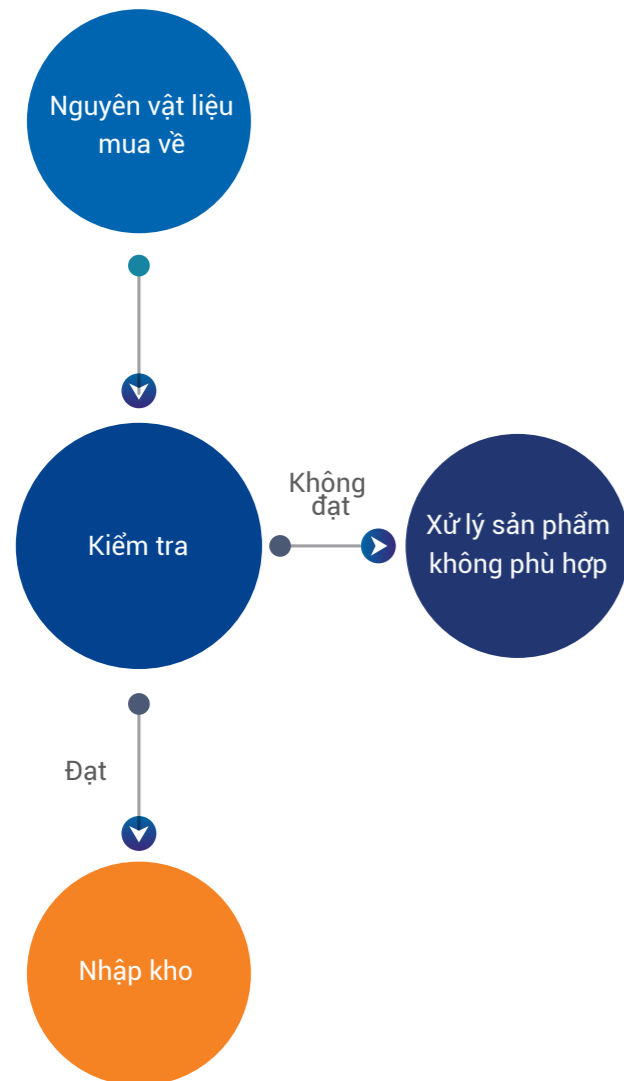 Nguyên vật liệu
mua về
Kiểm tra
Không
đạt
Xử lý sản phẩm
không phù hợp
Đạt
Nhập kho